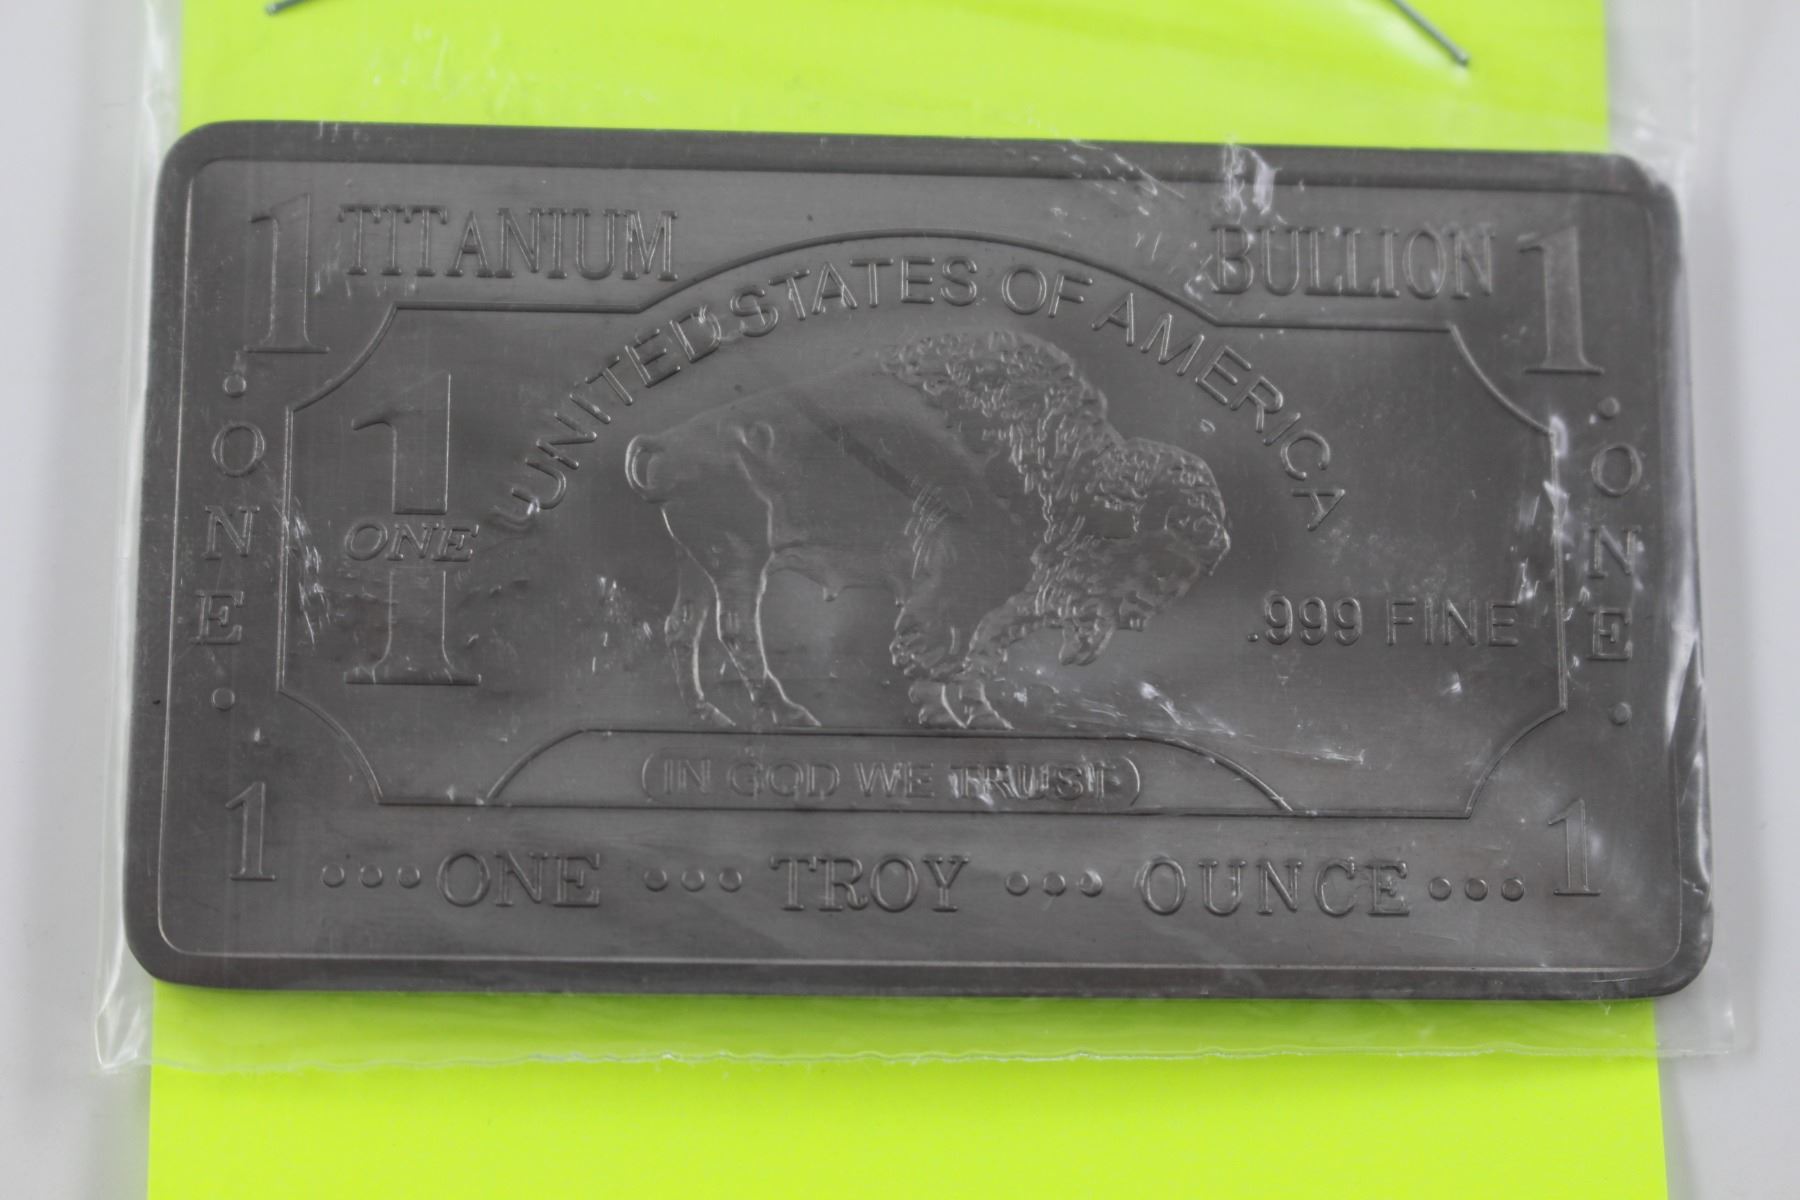 1 TITANIUM BULLION 1
UNITED STATES OF AMERICA
· ONE ·
1
ONE
.999 FINE
· ONE ·
IN GOD WE TRUST
1 ••• ONE ••• TROY ••• OUNCE ••• 1